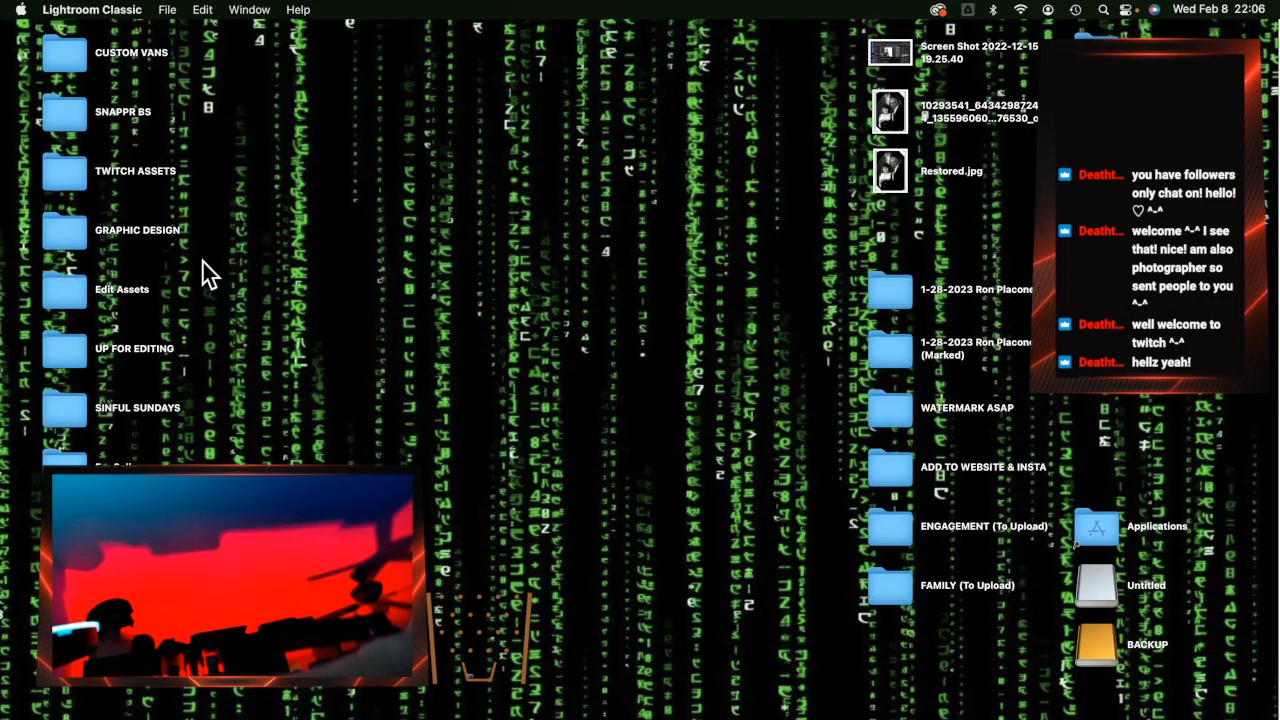 Lightroom Classic File Edit Window Help Wed Feb 8 22:06
CUSTOM VANS
SNAPPR BS
TWITCH ASSETS
GRAPHIC DESIGN
Edit Assets
UP FOR EDITING
SINFUL SUNDAYS
Screen Shot 2022-12-15
19.25.40
10293541_6434298724
4_135596060...76530_o
Restored.jpg
1-28-2023 Ron Placone
1-28-2023 Ron Placone
(Marked)
WATERMARK ASAP
ADD TO WEBSITE & INSTA
ENGAGEMENT (To Upload)
FAMILY (To Upload)
Deatht... you have followers
only chat on! hello!
♡ ^-^
Deatht... welcome ^-^ I see
that! nice! am also
photographer so
sent people to you
^-^
Deatht... well welcome to
twitch ^-^
Deatht... hellz yeah!
Applications
Untitled
BACKUP